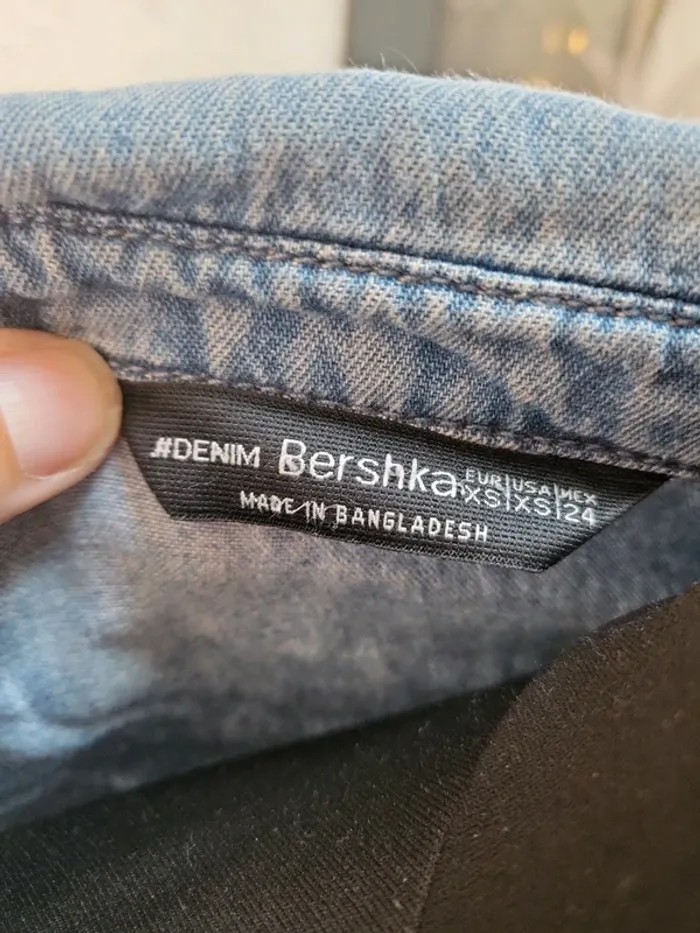 #DENIM Bershka EUR XS | USA XS | MEX 24
MADE IN BANGLADESH